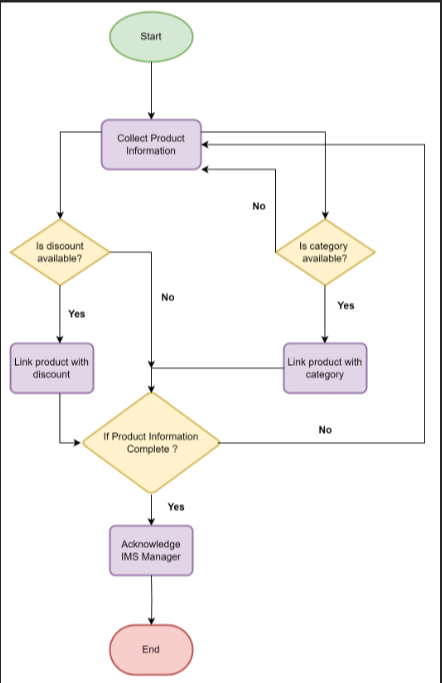 Start
Collect Product
Information
No
Is discount
available?
Is category
available?
No
Yes
Yes
Link product with
discount
Link product with
category
No
If Product Information
Complete ?
Yes
Acknowledge
IMS Manager
End